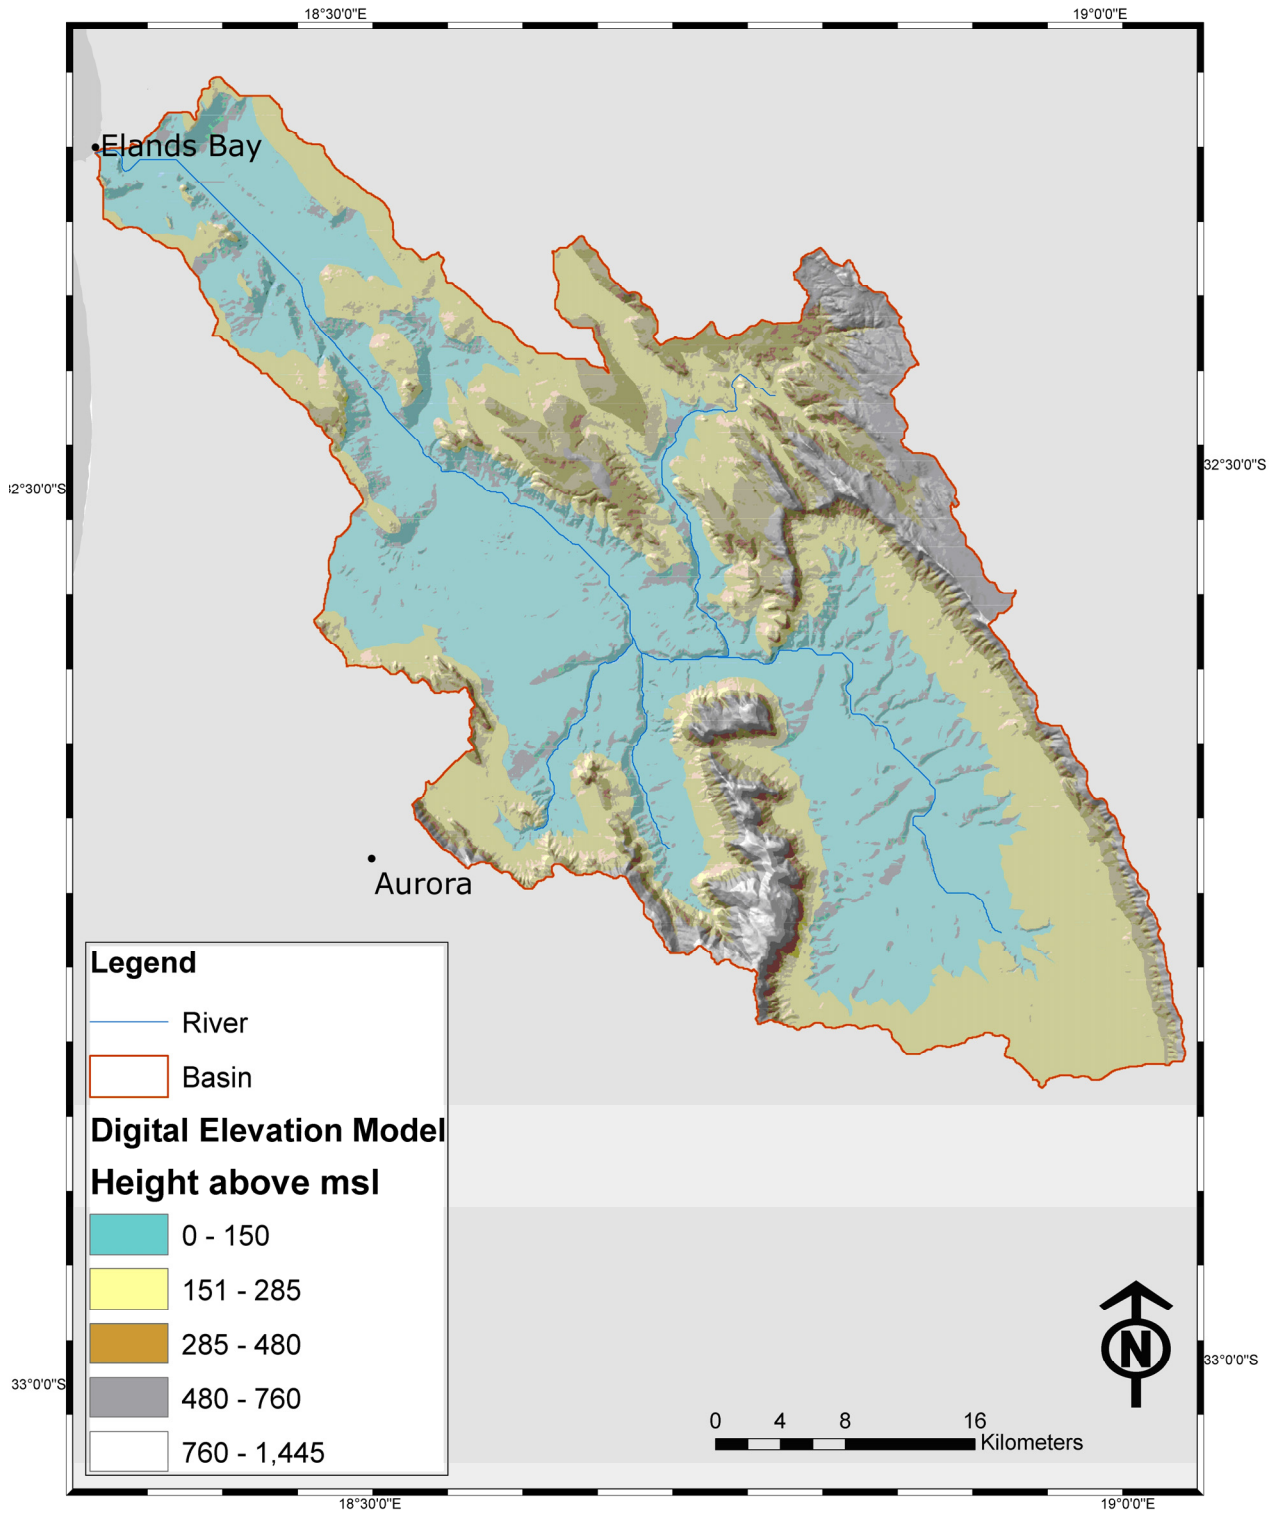 18°30'0"E 19°0'0"E
Elands Bay
32°30'0"S
32°30'0"S
Aurora
Legend
River
Basin
Digital Elevation Model
Height above msl
0 - 150
151 - 285
285 - 480
480 - 760
760 - 1,445
N
33°0'0"S
33°0'0"S
0 4 8 16
Kilometers
18°30'0"E 19°0'0"E